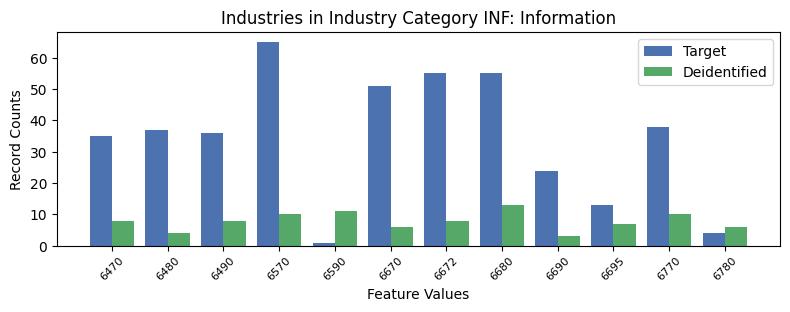 Industries in Industry Category INF: Information
Target
Deidentified
Record Counts
60
50
40
30
20
10
0
6470 6480 6490 6570 6590 6670 6672 6680 6690 6695 6770 6780
Feature Values